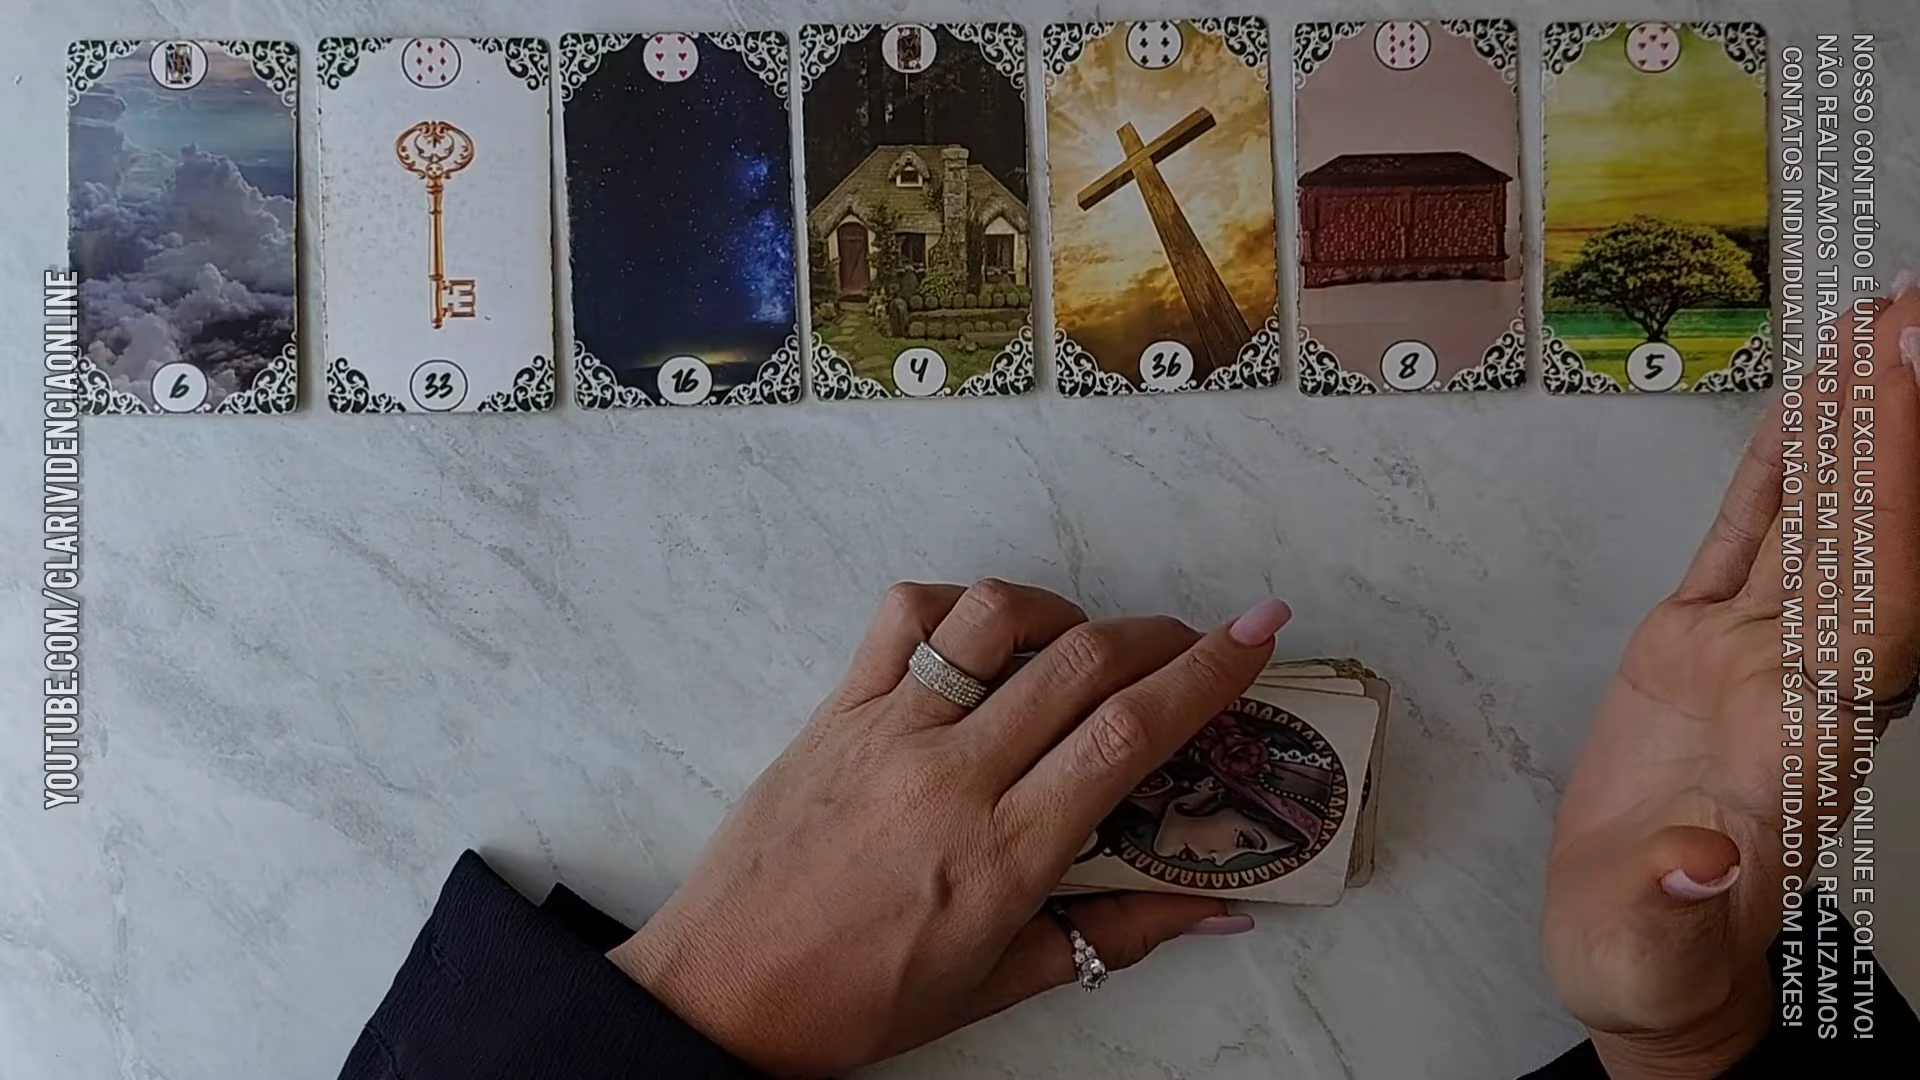 YOUTUBE.COM/CLARIVIDENCIAONLINE
6
33
16
4
36
8
5
NOSSO CONTEÚDO É ÚNICO E EXCLUSIVAMENTE GRATUÍTO, ONLINE E COLETIVO!
NÃO REALIZAMOS TIRAGENS PAGAS EM HIPÓTESE NENHUMA! NÃO REALIZAMOS
CONTATOS INDIVIDUALIZADOS! NÃO TEMOS WHATSAPP! CUIDADO COM FAKES!